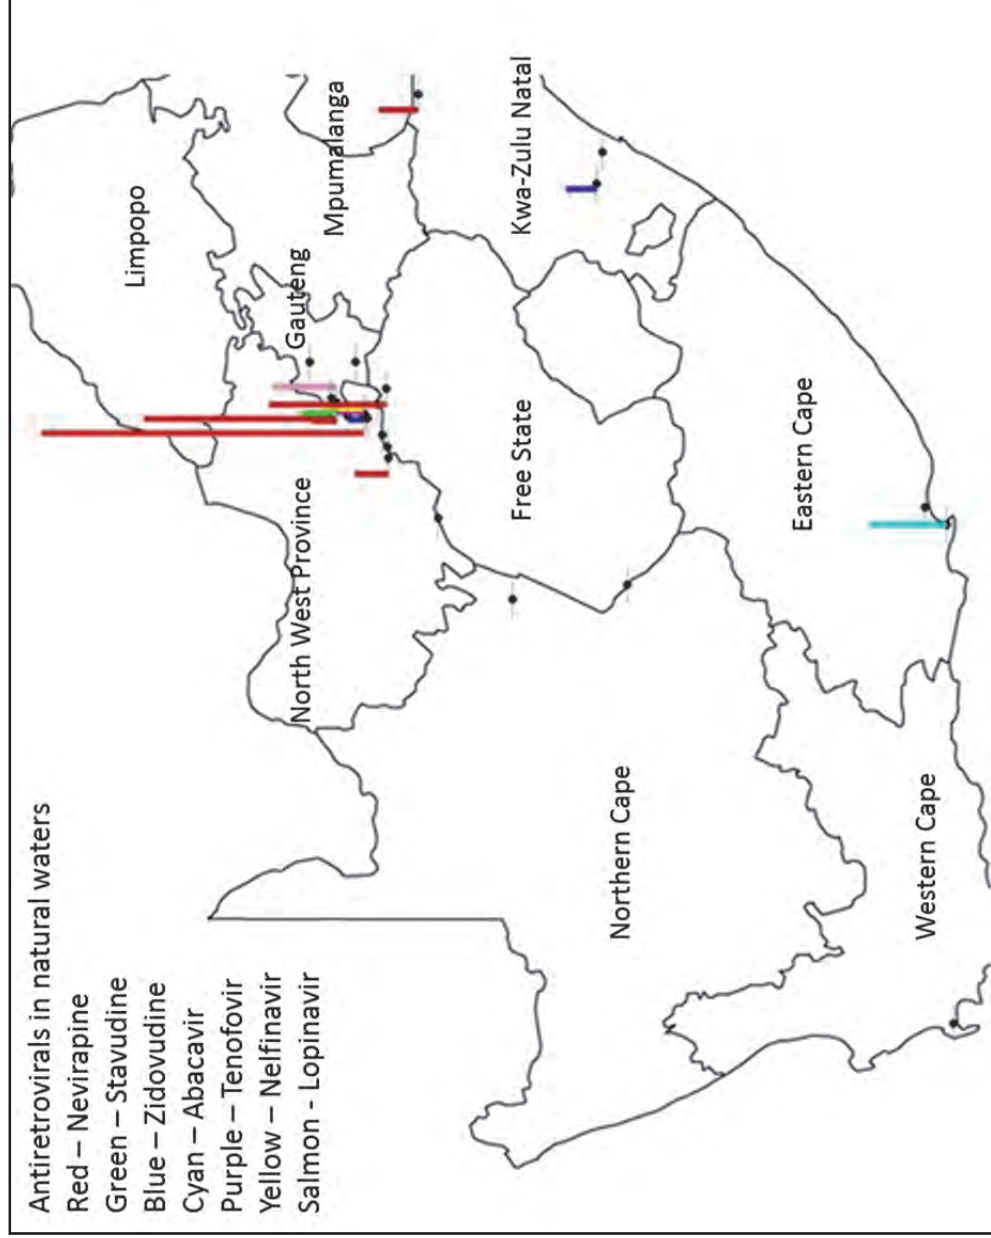 Antiretrovirals in natural waters
Red – Nevirapine
Green – Stavudine
Blue – Zidovudine
Cyan – Abacavir
Purple – Tenofovir
Yellow – Nelfinavir
Salmon - Lopinavir
Limpopo
Mpumalanga
Gauteng
North West Province
Kwa-Zulu Natal
Free State
Northern Cape
Eastern Cape
Western Cape